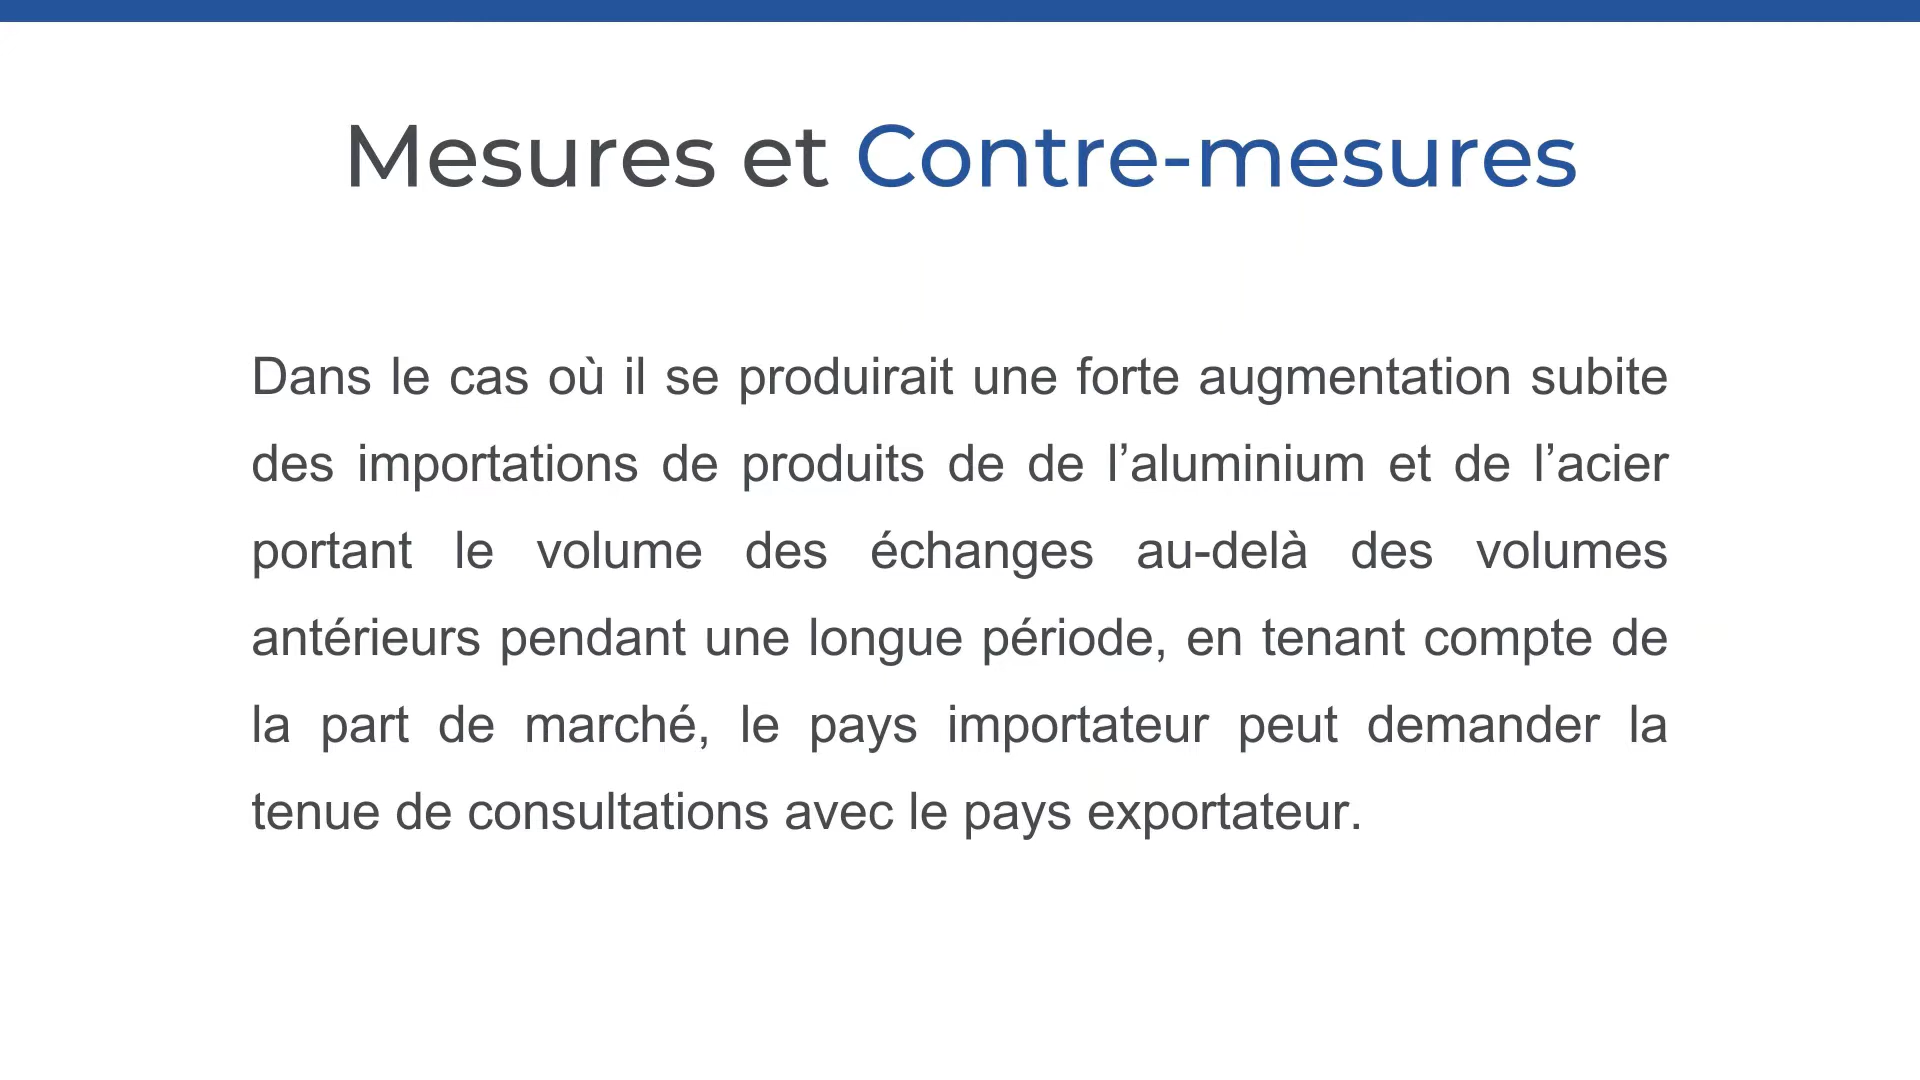 Mesures et Contre-mesures
Dans le cas où il se produirait une forte augmentation subite
des importations de produits de de l’aluminium et de l’acier
portant le volume des échanges au-delà des volumes
antérieurs pendant une longue période, en tenant compte de
la part de marché, le pays importateur peut demander la
tenue de consultations avec le pays exportateur.